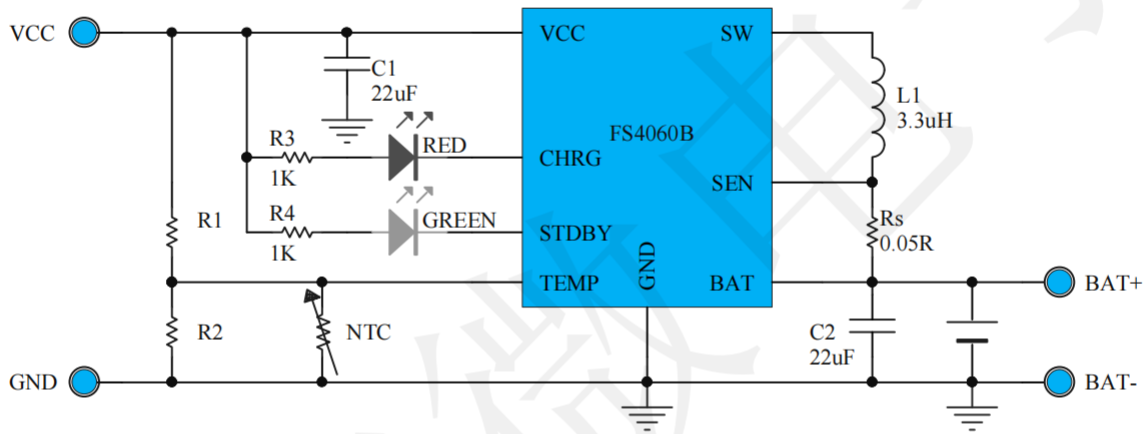 VCC
VCC
SW
C1
22uF
L1
3.3uH
R3
1K
RED
CHRG
FS4060B
SEN
R1
R4
1K
GREEN
STDBY
Rs
0.05R
TEMP
GND
BAT
BAT+
R2
NTC
C2
22uF
GND
BAT-